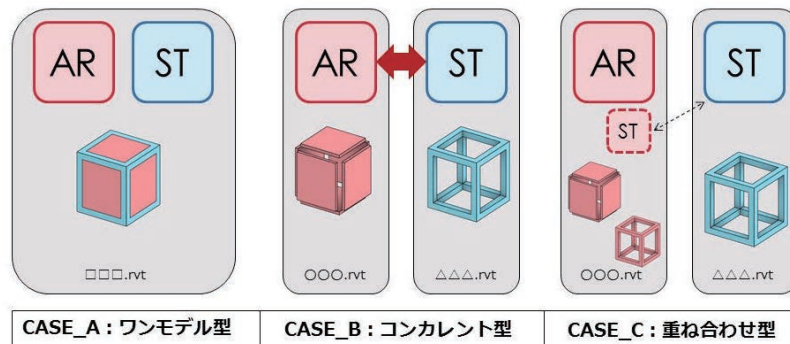 AR ST
□□□.rvt
AR ST
○○○.rvt △△△.rvt
AR ST
ST
○○○.rvt △△△.rvt
CASE_A：ワンモデル型
CASE_B：コンカレント型
CASE_C：重ね合わせ型